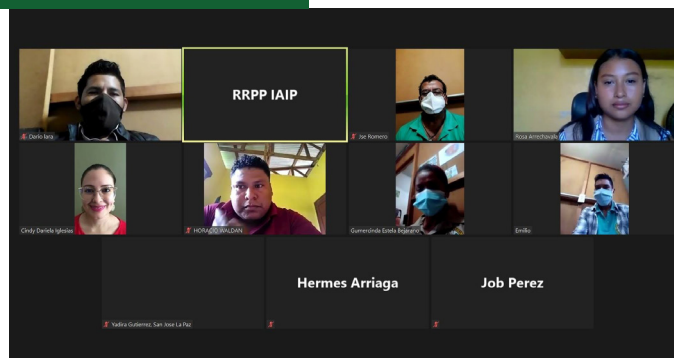 Dario lara
RRPP IAIP
Jse Romero
Rosa Arrechavala
Cindy Dariela Iglesias
HORACIO WALDAN
Gumercinda Estela Bejarano
Emilio
Yadira Gutierrez, San Jose La Paz
Hermes Arriaga
Job Perez